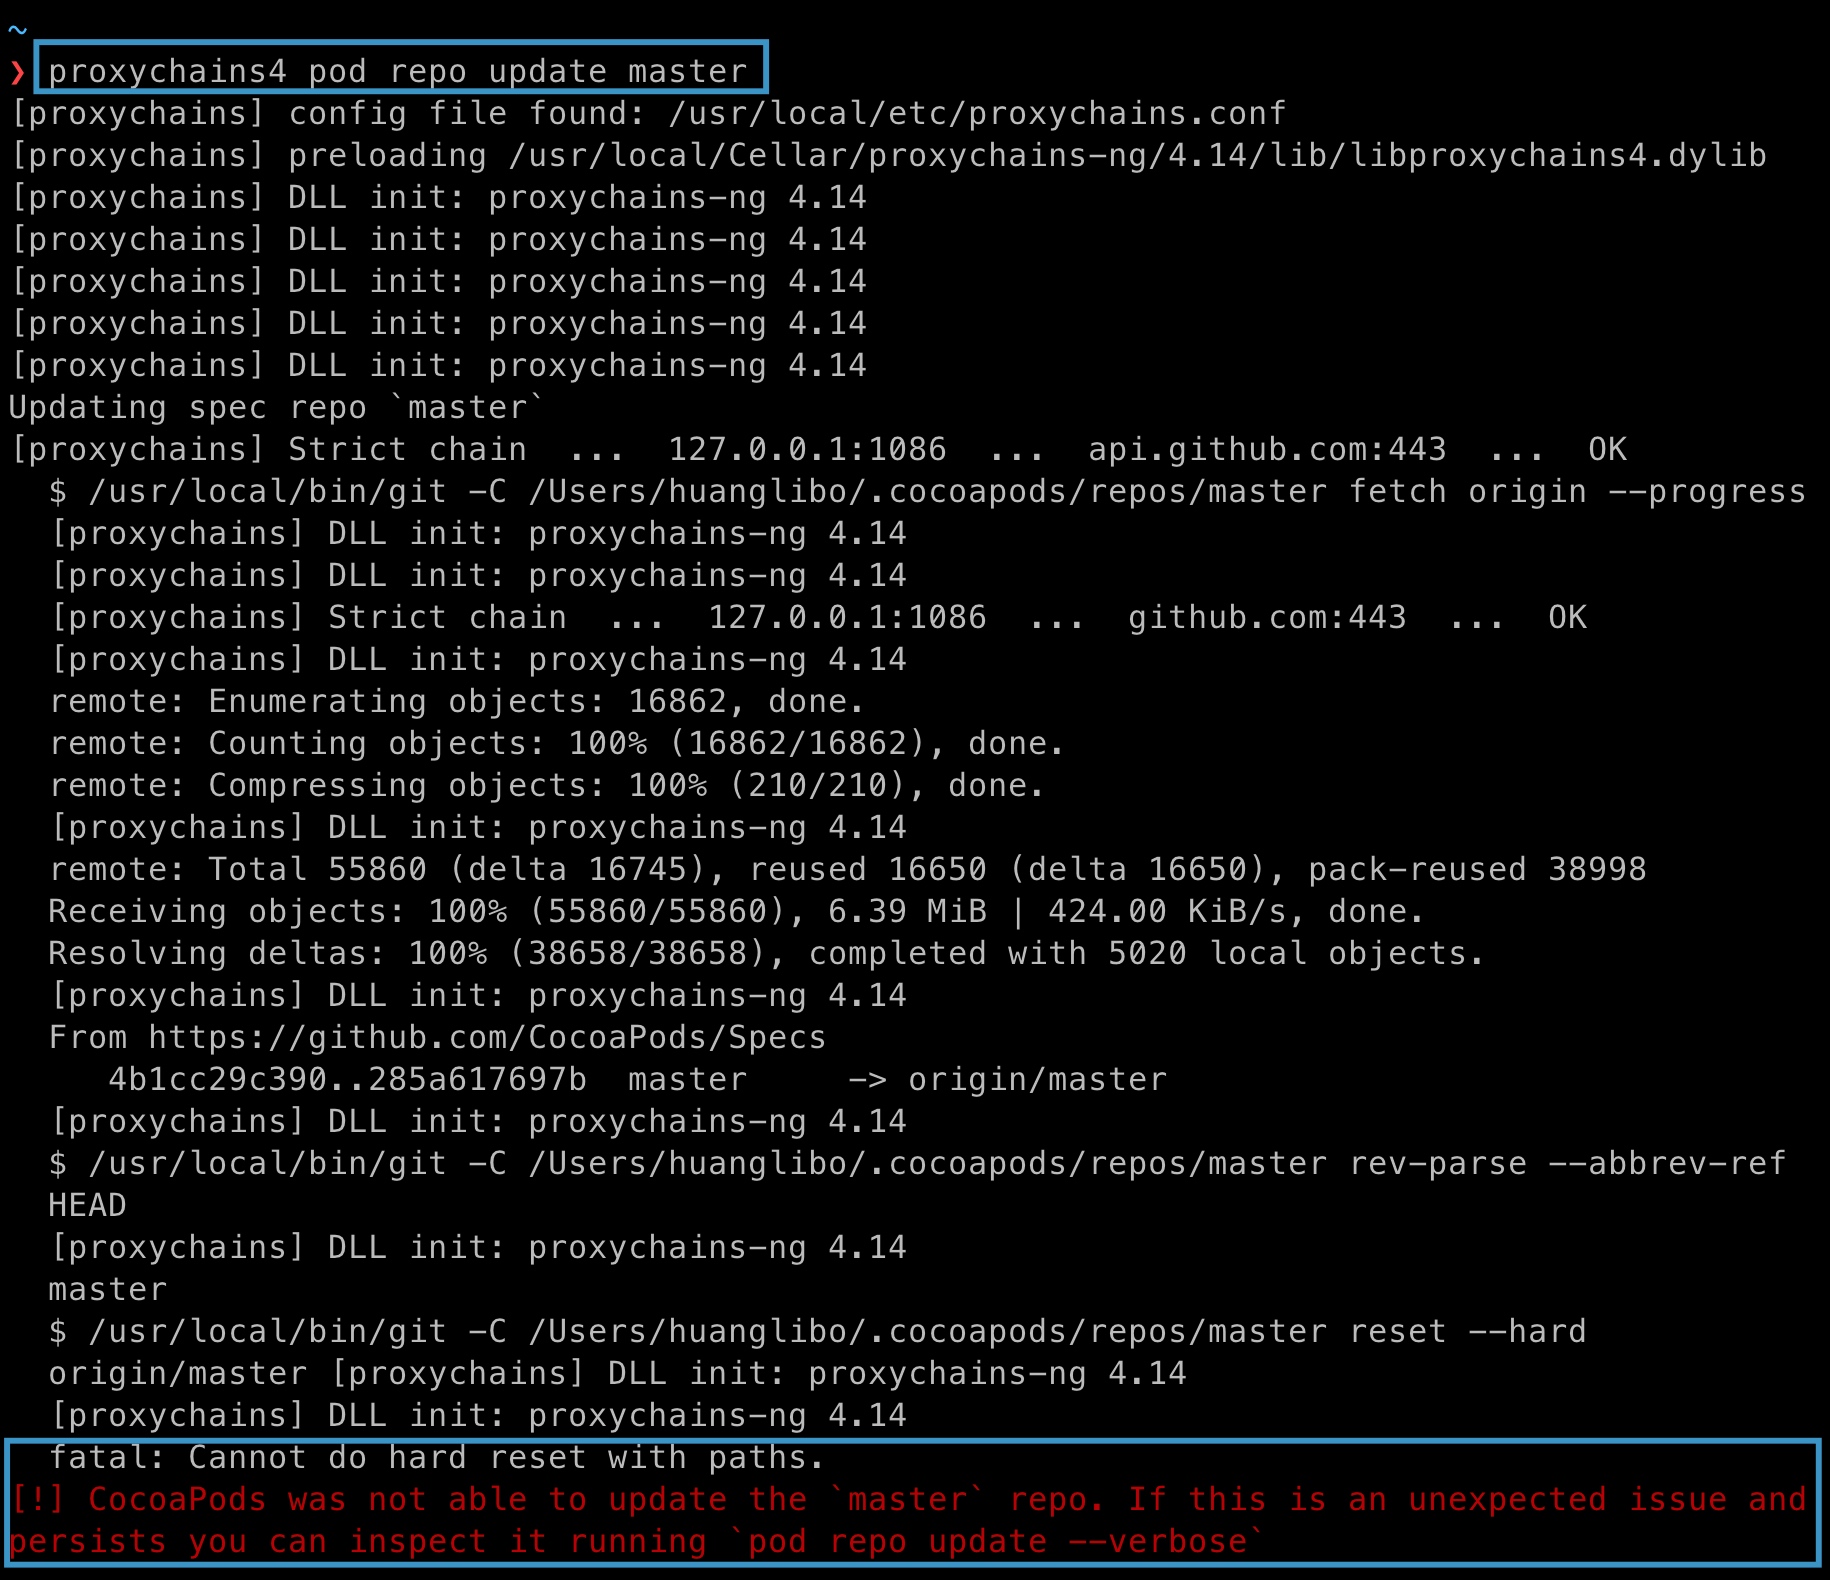 ~
❯ proxychains4 pod repo update master
[proxychains] config file found: /usr/local/etc/proxychains.conf
[proxychains] preloading /usr/local/Cellar/proxychains-ng/4.14/lib/libproxychains4.dylib
[proxychains] DLL init: proxychains-ng 4.14
[proxychains] DLL init: proxychains-ng 4.14
[proxychains] DLL init: proxychains-ng 4.14
[proxychains] DLL init: proxychains-ng 4.14
[proxychains] DLL init: proxychains-ng 4.14
Updating spec repo `master`
[proxychains] Strict chain  ...  127.0.0.1:1086  ...  api.github.com:443  ...  OK
  $ /usr/local/bin/git -C /Users/huanglibo/.cocoapods/repos/master fetch origin --progress
  [proxychains] DLL init: proxychains-ng 4.14
  [proxychains] DLL init: proxychains-ng 4.14
  [proxychains] Strict chain  ...  127.0.0.1:1086  ...  github.com:443  ...  OK
  [proxychains] DLL init: proxychains-ng 4.14
  remote: Enumerating objects: 16862, done.
  remote: Counting objects: 100% (16862/16862), done.
  remote: Compressing objects: 100% (210/210), done.
  [proxychains] DLL init: proxychains-ng 4.14
  remote: Total 55860 (delta 16745), reused 16650 (delta 16650), pack-reused 38998
  Receiving objects: 100% (55860/55860), 6.39 MiB | 424.00 KiB/s, done.
  Resolving deltas: 100% (38658/38658), completed with 5020 local objects.
  [proxychains] DLL init: proxychains-ng 4.14
  From https://github.com/CocoaPods/Specs
     4b1cc29c390..285a617697b  master     -> origin/master
  [proxychains] DLL init: proxychains-ng 4.14
  $ /usr/local/bin/git -C /Users/huanglibo/.cocoapods/repos/master rev-parse --abbrev-ref
  HEAD
  [proxychains] DLL init: proxychains-ng 4.14
  master
  $ /usr/local/bin/git -C /Users/huanglibo/.cocoapods/repos/master reset --hard
  origin/master [proxychains] DLL init: proxychains-ng 4.14
  [proxychains] DLL init: proxychains-ng 4.14
  fatal: Cannot do hard reset with paths.
[!] CocoaPods was not able to update the `master` repo. If this is an unexpected issue and
persists you can inspect it running `pod repo update --verbose`